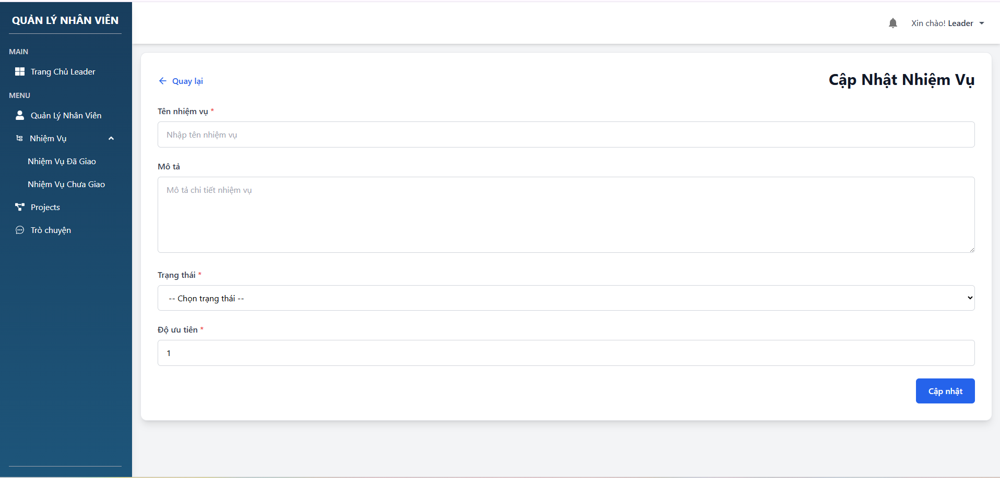 QUẢN LÝ NHÂN VIÊN
MAIN
Trang Chủ Leader
MENU
Quản Lý Nhân Viên
Nhiệm Vụ
Nhiệm Vụ Đã Giao
Nhiệm Vụ Chưa Giao
Projects
Trò chuyện
Xin chào! Leader
Quay lại
Cập Nhật Nhiệm Vụ
Tên nhiệm vụ *
Nhập tên nhiệm vụ
Mô tả
Mô tả chi tiết nhiệm vụ
Trạng thái *
-- Chọn trạng thái --
Độ ưu tiên *
1
Cập nhật